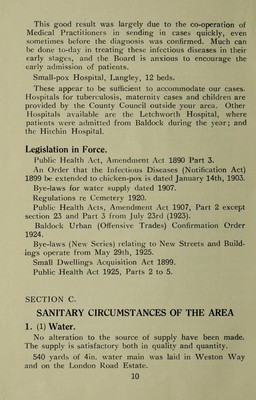 This good result was largely due to the co-operation of
Medical Practitioners in sending in cases quickly, even
sometimes before the diagnosis was confirmed. Much can
be done to-day in treating these infectious diseases in their
early stages, and the Board is anxious to encourage the
early admission of patients.
Small-pox Hospital, Langley, 12 beds.
These appear to be sufficient to accommodate our cases.
Hospitals for tuberculosis, maternity cases and children are
provided by the County Council outside your area. Other
Hospitals available are the Letchworth Hospital, where
patients were admitted from Baldock during the year; and
the Hitchin Hospital.
Legislation in Force.
Public Health Act, Amendment Act 1890 Part 3.
An Order that the Infectious Diseases (Notification Act)
1899 be extended to chicken-pox is dated January 14th, 1903.
Bye-laws for water supply dated 1907.
Regulations re Cemetery 1920.
Public Health Acts, Amendment Act 1907, Part 2 except
section 23 and Part 3 from July 23rd (1923).
Baldock Urban (Offensive Trades) Confirmation Order
1924.
Bye-laws (New Series) relating to New Streets and Build-
ings operate from May 29th, 1925.
Small Dwellings Acquisition Act 1899.
Public Health Act 1925, Parts 2 to 5.
SECTION C.
SANITARY CIRCUMSTANCES OF THE AREA
1. (1) Water.
No alteration to the source of supply have been made.
The supply is satisfactory both in quality and quantity.
540 yards of 4in. water main was laid in Weston Way
and on the London Road Estate.
10